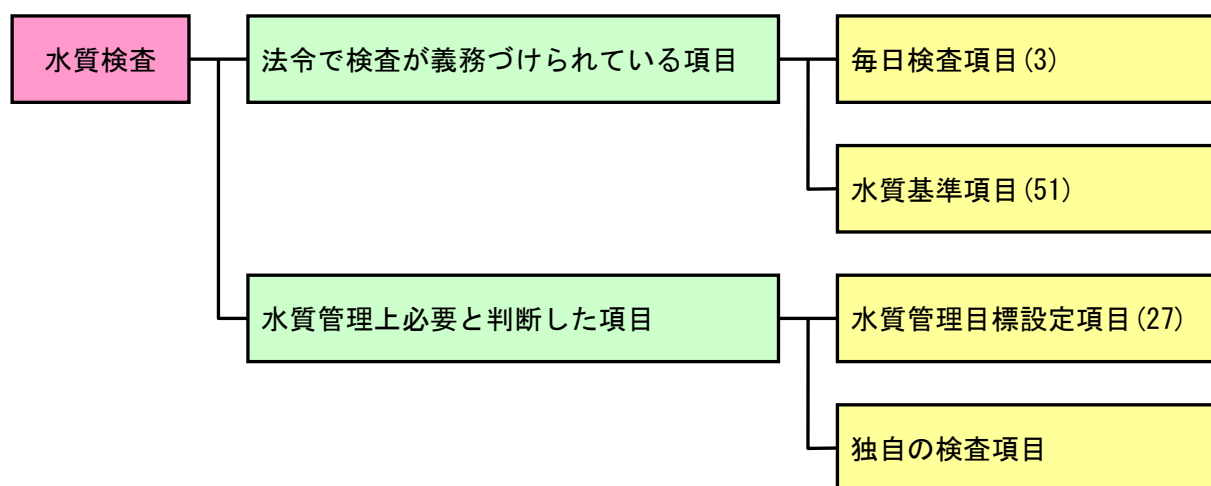 水質検査
法令で検査が義務づけられている項目
毎日検査項目(3)
水質基準項目(51)
水質管理上必要と判断した項目
水質管理目標設定項目(27)
独自の検査項目